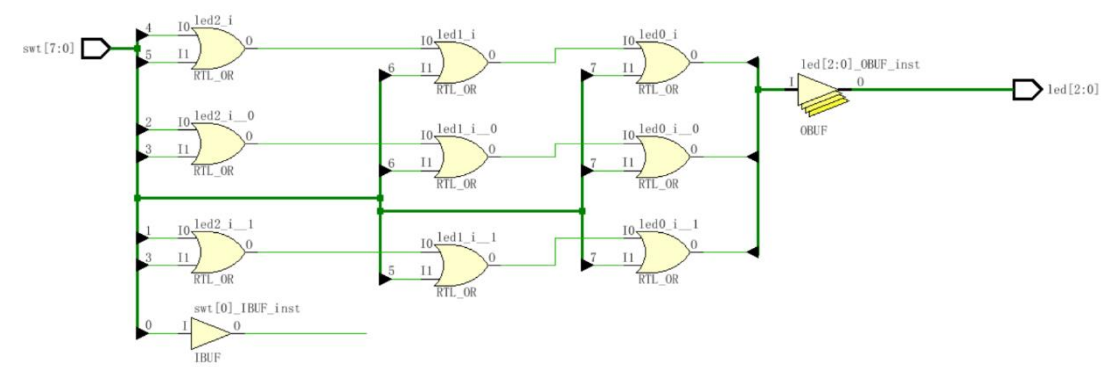 swt[7:0]
4 I0 led2_i
5 I1 0
RTL_OR
I0 led1_i
6 I1 0
RTL_OR
I0 led0_i
7 I1 0
RTL_OR
led[2:0]_OBUF_inst
I 0
OBUF
led[2:0]
2 I0 led2_i__0
3 I1 0
RTL_OR
I0 led1_i__0
6 I1 0
RTL_OR
I0 led0_i__0
7 I1 0
RTL_OR
1 I0 led2_i__1
3 I1 0
RTL_OR
I0 led1_i__1
5 I1 0
RTL_OR
I0 led0_i__1
7 I1 0
RTL_OR
swt[0]_IBUF_inst
0 I 0
IBUF